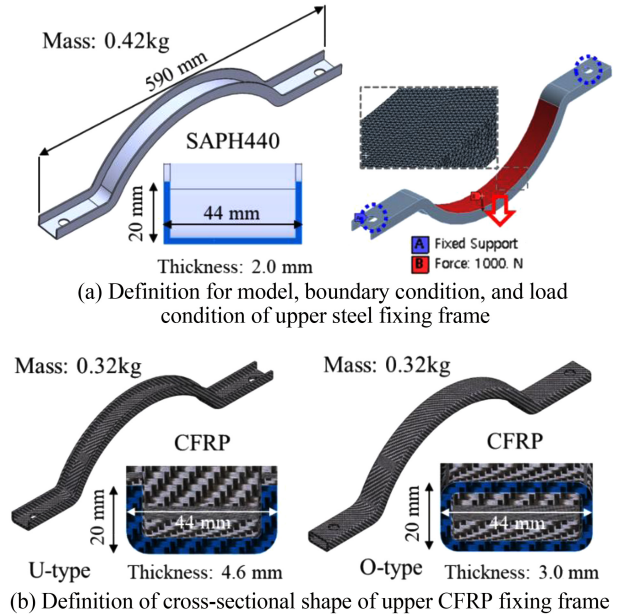 Mass: 0.42kg
590 mm
SAPH440
20 mm
44 mm
Thickness: 2.0 mm
A Fixed Support
B Force: 1000. N
(a) Definition for model, boundary condition, and load
condition of upper steel fixing frame
Mass: 0.32kg
CFRP
20 mm
44 mm
U-type
Thickness: 4.6 mm
Mass: 0.32kg
CFRP
20 mm
44 mm
O-type
Thickness: 3.0 mm
(b) Definition of cross-sectional shape of upper CFRP fixing frame